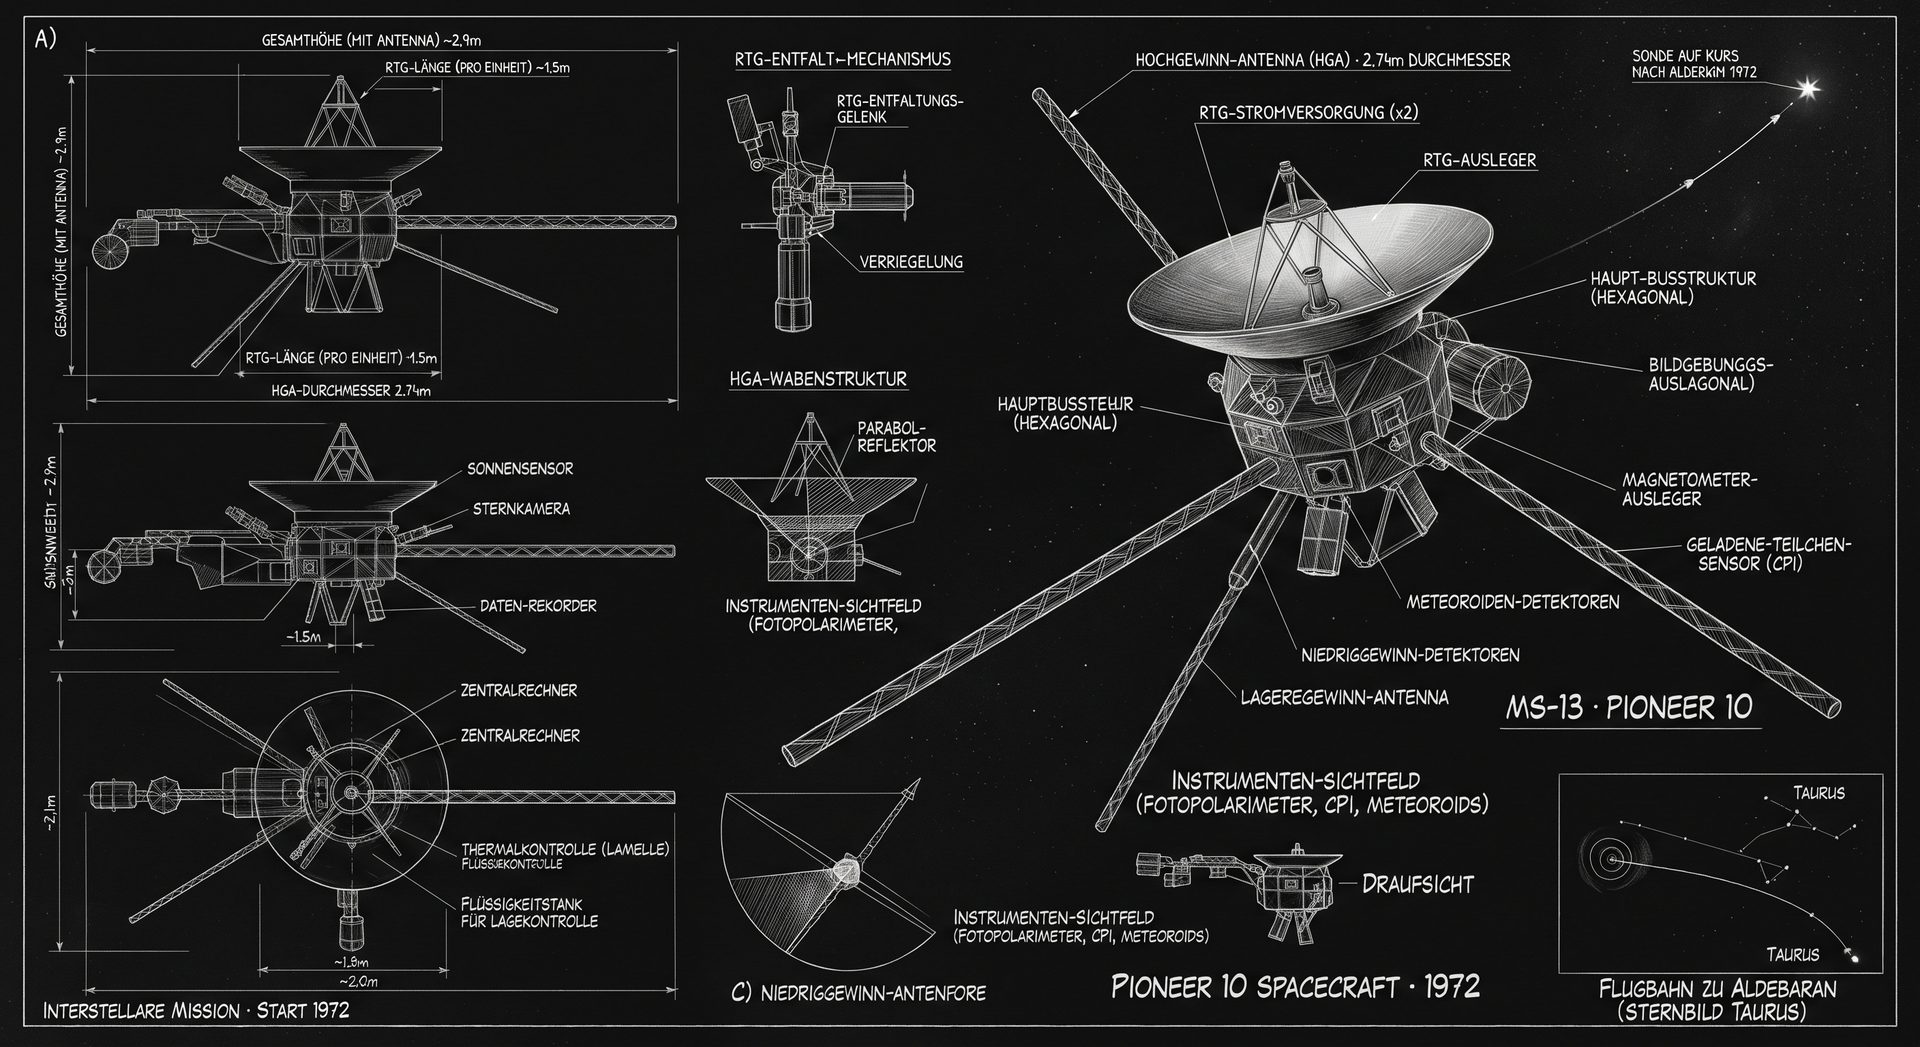 A)
GESAMTHÖHE (MIT ANTENNA) ~2,9m
RTG-LÄNGE (PRO EINHEIT) ~1,5m
GESAMTHÖHE (MIT ANTENNA) ~2.9m
RTG-LÄNGE (PRO EINHEIT) -1.5m
HGA-DURCHMESSER 2.74m
SONNENSENSOR
STERNKAMERA
DATEN-REKORDER
~1.5m
ZENTRALRECHNER
ZENTRALRECHNER
THERMALKONTROLLE (LAMELLE)
FLÜSSIGKEITSTANK
FÜR LAGEKONTROLLE
~2,1m
~2,0m
INTERSTELLARE MISSION · START 1972
RTG-ENTFALT-MECHANISMUS
RTG-ENTFALTUNGS-
GELENK
VERRIEGELUNG
HGA-WABENSTRUKTUR
PARABOL-
REFLEKTOR
INSTRUMENTEN-SICHTFELD
(FOTOPOLARIMETER,
INSTRUMENTEN-SICHTFELD
(FOTOPOLARIMETER, CPI, METEOROIDS)
C) NIEDRIGGEWINN-ANTENFORE
HOCHGEWINN-ANTENNA (HGA) · 2.74m DURCHMESSER
RTG-STROMVERSORGUNG (x2)
RTG-AUSLEGER
SONDE AUF KURS
NACH ALDERKIM 1972
HAUPT-BUSSTRUKTUR
(HEXAGONAL)
BILDGEBUNGGS-
AUSLAGONAL)
(HEXAGONAL)
MAGNETOMETER-
AUSLEGER
GELADENE-TEILCHEN-
SENSOR (CPI)
METEOROIDEN-DETEKTOREN
NIEDRIGGEWINN-DETEKTOREN
LAGEREGEWINN-ANTENNA
MS-13 · PIONEER 10
INSTRUMENTEN-SICHTFELD
(FOTOPOLARIMETER, CPI, METEOROIDS)
DRAUFSICHT
PIONEER 10 SPACECRAFT · 1972
TAURUS
TAURUS
FLUGBAHN ZU ALDEBARAN
(STERNBILD TAURUS)